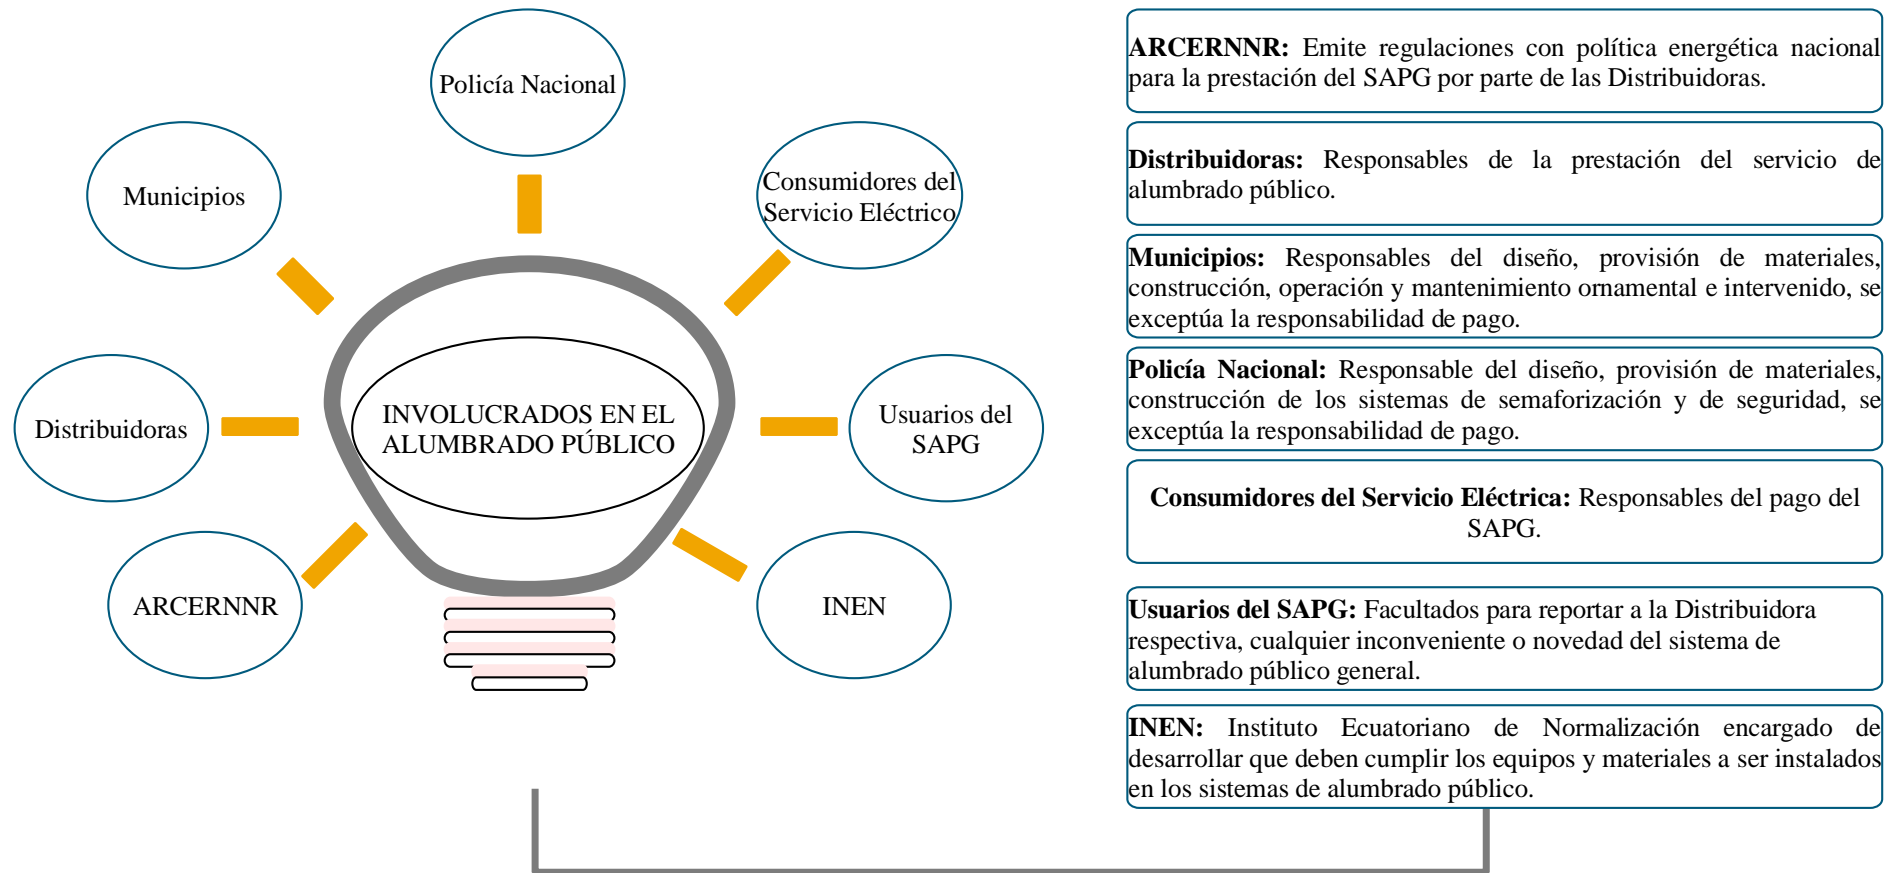 Policía Nacional
Municipios
Consumidores del
Servicio Eléctrico
Distribuidoras
INVOLUCRADOS EN EL
ALUMBRADO PÚBLICO
Usuarios del
SAPG
ARCERNNR
INEN
ARCERNNR: Emite regulaciones con política energética nacional
para la prestación del SAPG por parte de las Distribuidoras.
Distribuidoras: Responsables de la prestación del servicio de
alumbrado público.
Municipios: Responsables del diseño, provisión de materiales,
construcción, operación y mantenimiento ornamental e intervenido, se
exceptúa la responsabilidad de pago.
Policía Nacional: Responsable del diseño, provisión de materiales,
construcción de los sistemas de semaforización y de seguridad, se
exceptúa la responsabilidad de pago.
Consumidores del Servicio Eléctrica: Responsables del pago del
SAPG.
Usuarios del SAPG: Facultados para reportar a la Distribuidora
respectiva, cualquier inconveniente o novedad del sistema de
alumbrado público general.
INEN: Instituto Ecuatoriano de Normalización encargado de
desarrollar que deben cumplir los equipos y materiales a ser instalados
en los sistemas de alumbrado público.